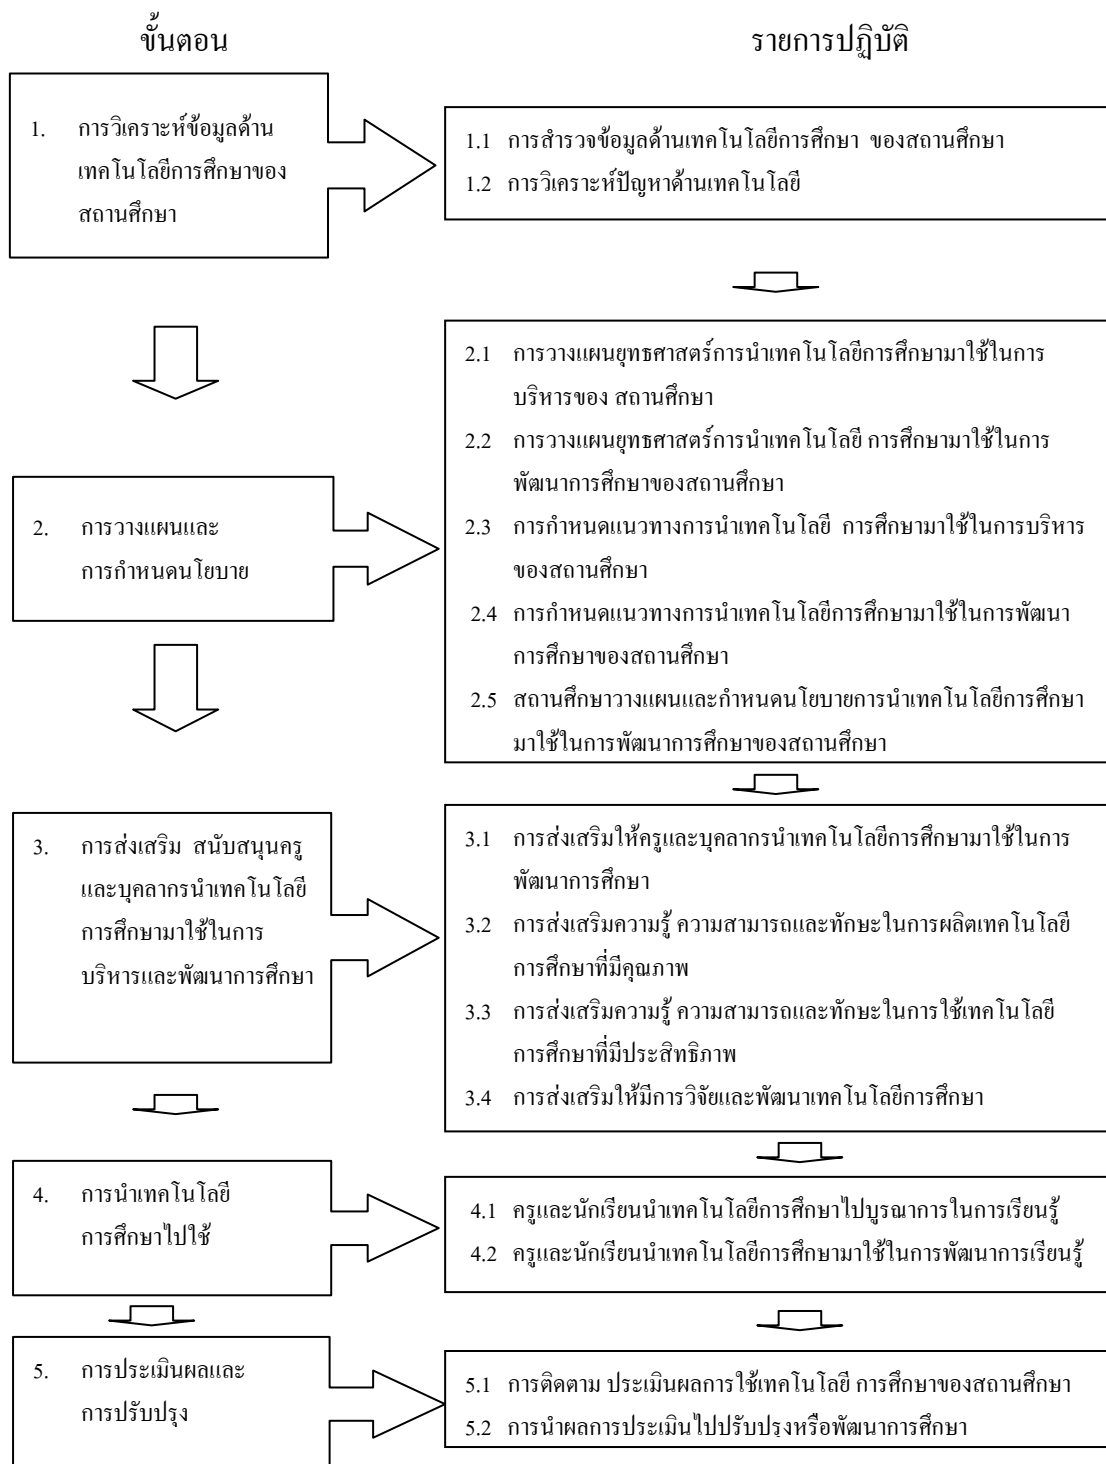 ขั้นตอน
รายการปฏิบัติ
1. การวิเคราะห์ข้อมูลด้าน
เทคโนโลยีการศึกษาของ
สถานศึกษา
1.1 การสำรวจข้อมูลด้านเทคโนโลยีการศึกษา ของสถานศึกษา
1.2 การวิเคราะห์ปัญหาด้านเทคโนโลยี
2. การวางแผนและ
การกำหนดนโยบาย
2.1 การวางแผนยุทธศาสตร์การนำเทคโนโลยีการศึกษามาใช้ในการ
บริหารของ สถานศึกษา
2.2 การวางแผนยุทธศาสตร์การนำเทคโนโลยี การศึกษามาใช้ในการ
พัฒนาการศึกษาของสถานศึกษา
2.3 การกำหนดแนวทางการนำเทคโนโลยี การศึกษามาใช้ในการบริหาร
ของสถานศึกษา
2.4 การกำหนดแนวทางการนำเทคโนโลยีการศึกษามาใช้ในการพัฒนา
การศึกษาของสถานศึกษา
2.5 สถานศึกษาวางแผนและกำหนดนโยบายการนำเทคโนโลยีการศึกษา
มาใช้ในการพัฒนาการศึกษาของสถานศึกษา
3. การส่งเสริม สนับสนุนครู
และบุคลากรนำเทคโนโลยี
การศึกษามาใช้ในการ
บริหารและพัฒนาการศึกษา
3.1 การส่งเสริมให้ครูและบุคลากรนำเทคโนโลยีการศึกษามาใช้ในการ
พัฒนาการศึกษา
3.2 การส่งเสริมความรู้ ความสามารถและทักษะในการผลิตเทคโนโลยี
การศึกษาที่มีคุณภาพ
3.3 การส่งเสริมความรู้ ความสามารถและทักษะในการใช้เทคโนโลยี
การศึกษาที่มีประสิทธิภาพ
3.4 การส่งเสริมให้มีการวิจัยและพัฒนาเทคโนโลยีการศึกษา
4. การนำเทคโนโลยี
การศึกษาไปใช้
4.1 ครูและนักเรียนนำเทคโนโลยีการศึกษาไปบูรณาการในการเรียนรู้
4.2 ครูและนักเรียนนำเทคโนโลยีการศึกษามาใช้ในการพัฒนาการเรียนรู้
5. การประเมินผลและ
การปรับปรุง
5.1 การติดตาม ประเมินผลการใช้เทคโนโลยี การศึกษาของสถานศึกษา
5.2 การนำผลการประเมินไปปรับปรุงหรือพัฒนาการศึกษา